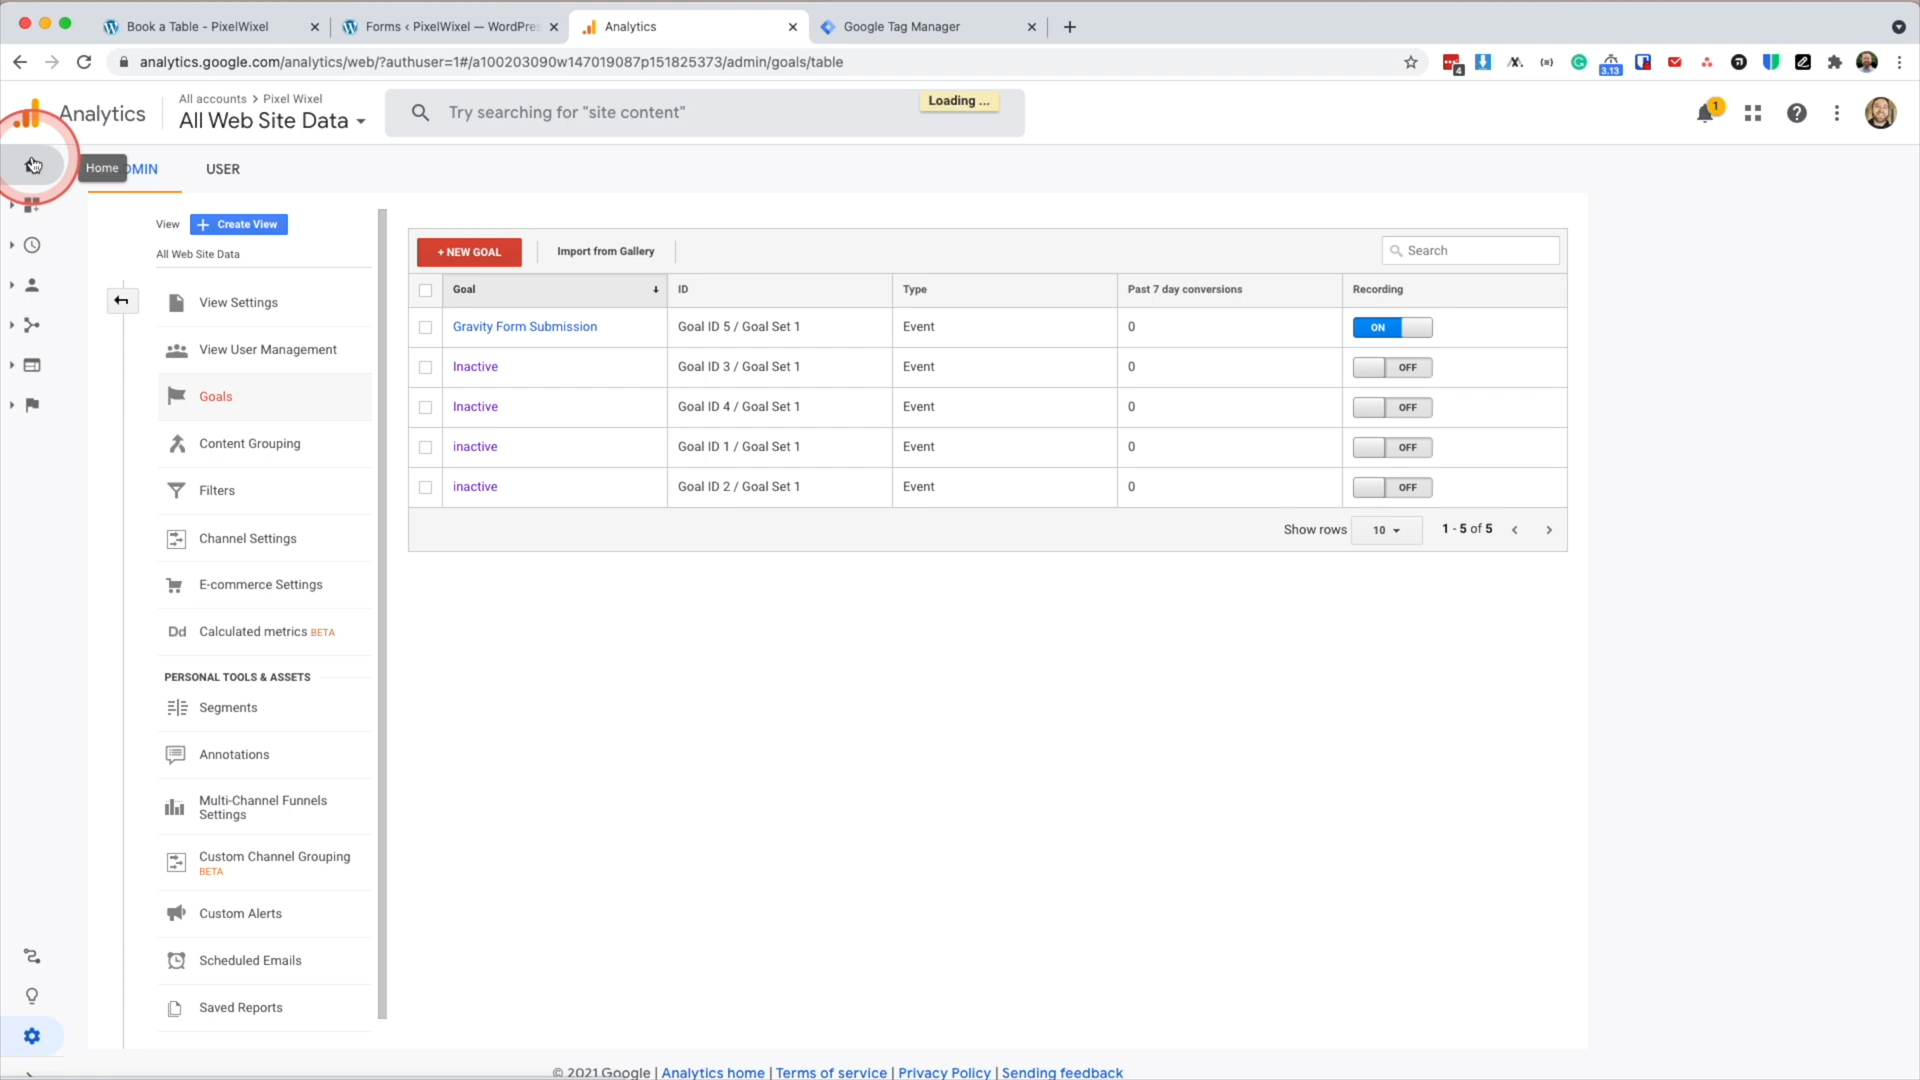 Book a Table - PixelWixel
Forms ‹ PixelWixel — WordPres
Analytics
Google Tag Manager
analytics.google.com/analytics/web/?authuser=1#/a100203090w147019087p151825373/admin/goals/table
4
3.13
Analytics
All accounts > Pixel Wixel
All Web Site Data
Try searching for "site content"
Loading ...
1
Home
DMIN
USER
View
+ Create View
All Web Site Data
View Settings
View User Management
Goals
Content Grouping
Filters
Channel Settings
E-commerce Settings
Dd Calculated metrics BETA
PERSONAL TOOLS & ASSETS
Segments
Annotations
Multi-Channel Funnels
Settings
Custom Channel Grouping
BETA
Custom Alerts
Scheduled Emails
Saved Reports
+ NEW GOAL
Import from Gallery
Search
Goal ID Type Past 7 day conversions Recording
Gravity Form Submission Goal ID 5 / Goal Set 1 Event 0 ON
Inactive Goal ID 3 / Goal Set 1 Event 0 OFF
Inactive Goal ID 4 / Goal Set 1 Event 0 OFF
inactive Goal ID 1 / Goal Set 1 Event 0 OFF
inactive Goal ID 2 / Goal Set 1 Event 0 OFF
Show rows 10 1 - 5 of 5
© 2021 Google | Analytics home | Terms of service | Privacy Policy | Sending feedback